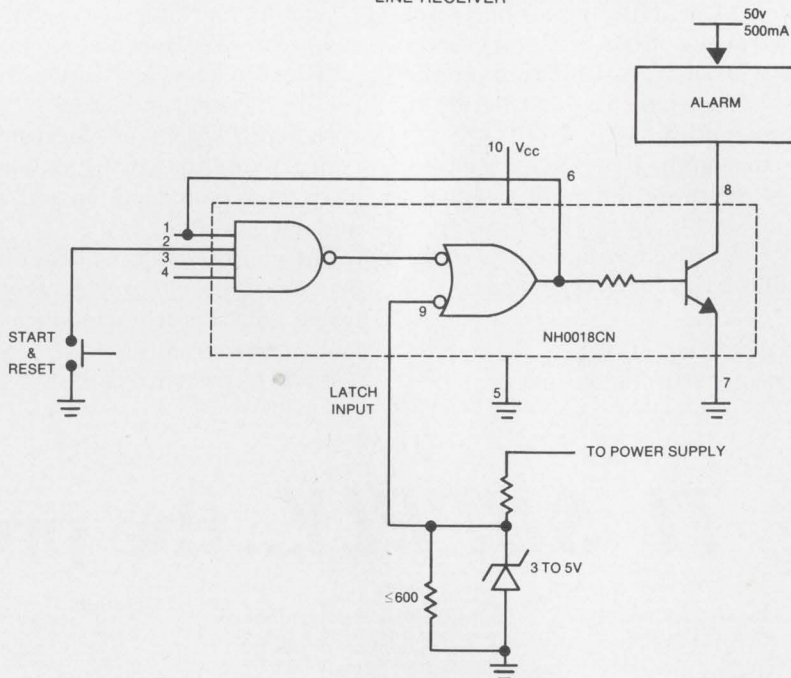 LINE RECEIVER
50v
500mA
ALARM
10 VCC
6
8
1
2
3
4
9
NH0018CN
START
&
RESET
LATCH
INPUT
5
7
TO POWER SUPPLY
3 TO 5V
≤600